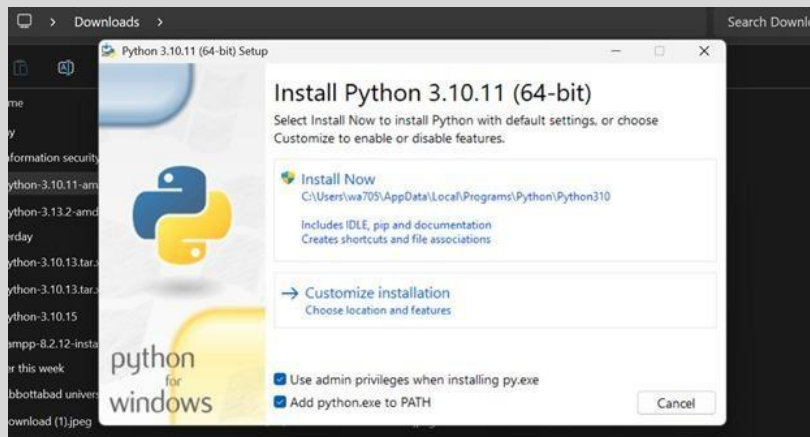 Downloads
Search Downlo
Python 3.10.11 (64-bit) Setup
Install Python 3.10.11 (64-bit)
Select Install Now to install Python with default settings, or choose
Customize to enable or disable features.
Install Now
C:\Users\wa705\AppData\Local\Programs\Python\Python310
Includes IDLE, pip and documentation
Creates shortcuts and file associations
Customize installation
Choose location and features
Use admin privileges when installing py.exe
Add python.exe to PATH
Cancel
python
for
windows
me
y
formation security
ython-3.10.11-am
ython-3.13.2-amd
erday
ython-3.10.13.tar.
ython-3.10.13.tar.
ython-3.10.15
ampp-8.2.12-insta
er this week
bbottabad univers
ownload (1).jpeg